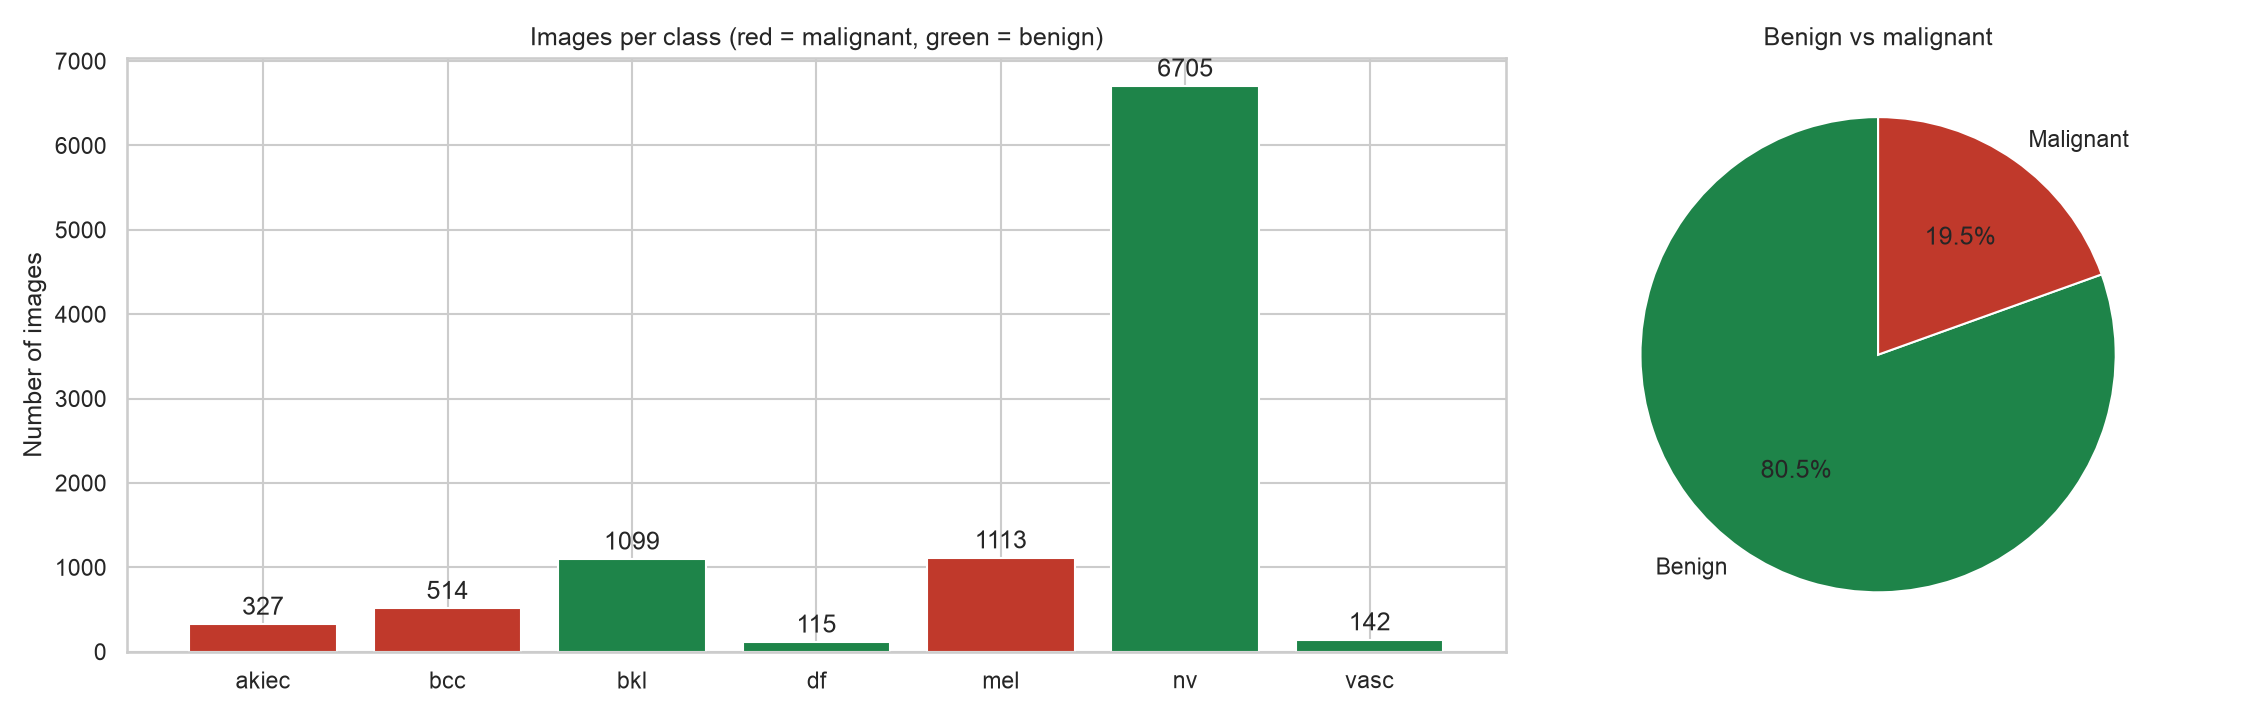 Images per class (red = malignant, green = benign)
Number of images
7000
6000
5000
4000
3000
2000
1000
0
327
514
1099
115
1113
6705
142
akiec
bcc
bkl
df
mel
nv
vasc
Benign vs malignant
Malignant
19.5%
80.5%
Benign